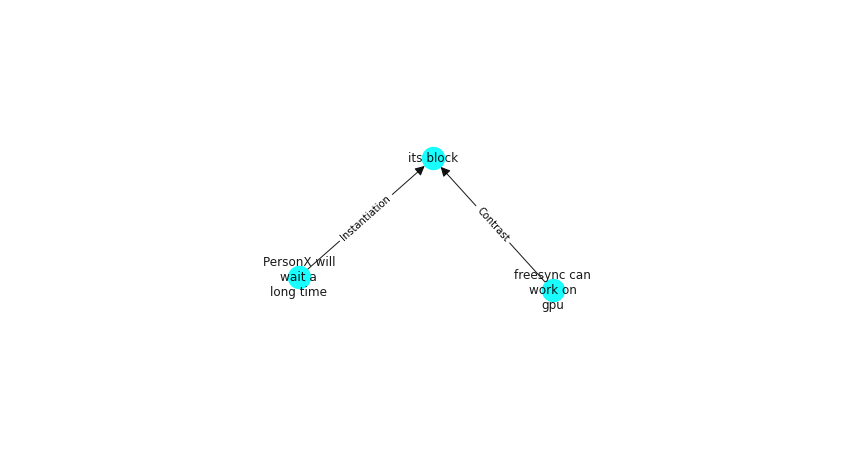 its block
Instantiation
Contrast
PersonX will
wait a
long time
freesync can
work on
gpu